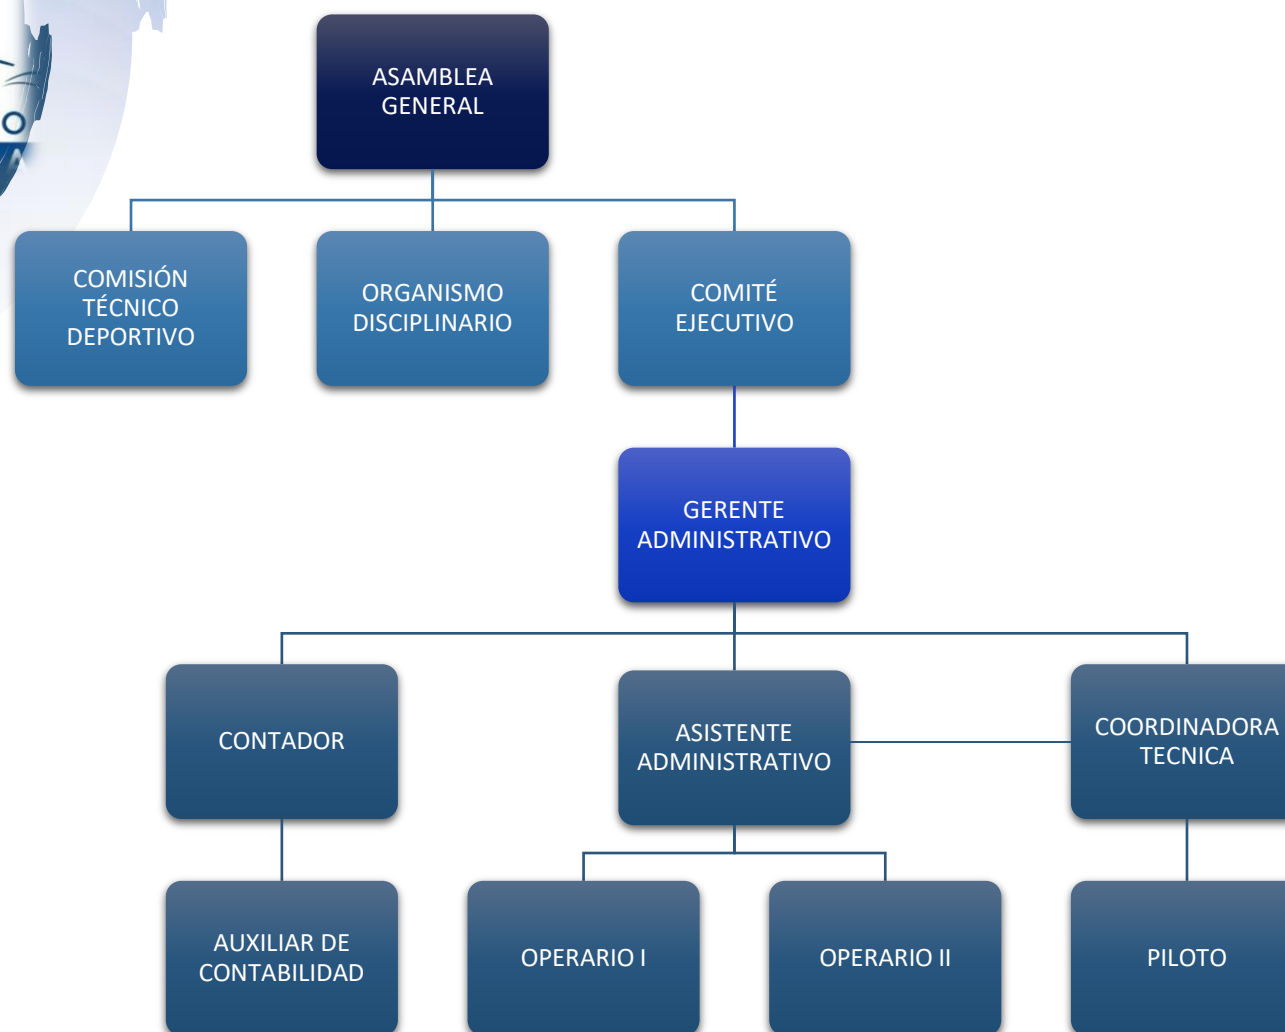 ASAMBLEA
GENERAL
COMISIÓN
TÉCNICO
DEPORTIVO
ORGANISMO
DISCIPLINARIO
COMITÉ
EJECUTIVO
GERENTE
ADMINISTRATIVO
CONTADOR
ASISTENTE
ADMINISTRATIVO
COORDINADORA
TECNICA
AUXILIAR DE
CONTABILIDAD
OPERARIO I
OPERARIO II
PILOTO